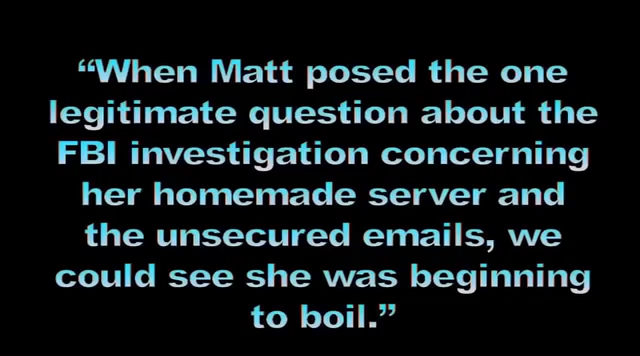 “When Matt posed the one
legitimate question about the
FBI investigation concerning
her homemade server and
the unsecured emails, we
could see she was beginning
to boil.”